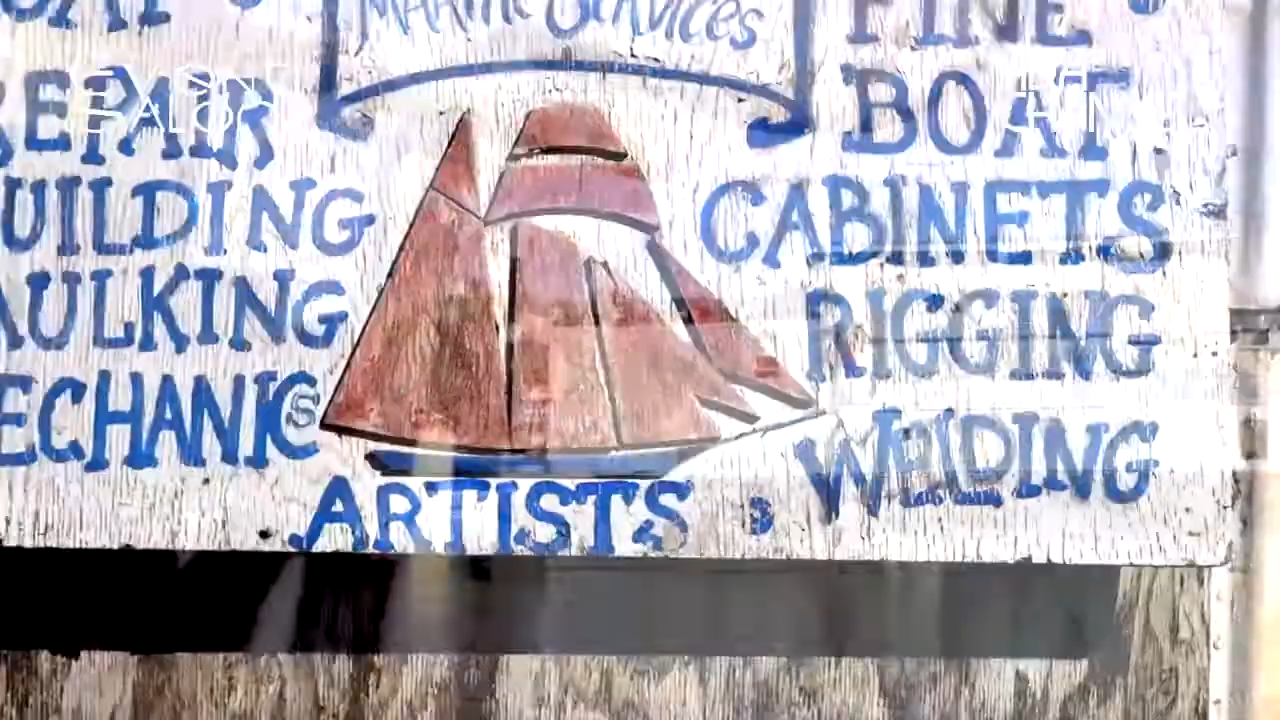 Marine Services
FINE
REPAIR
BOAT
UILDING
CABINETS
AULKING
RIGGING
ECHANICS
WELDING
ARTISTS